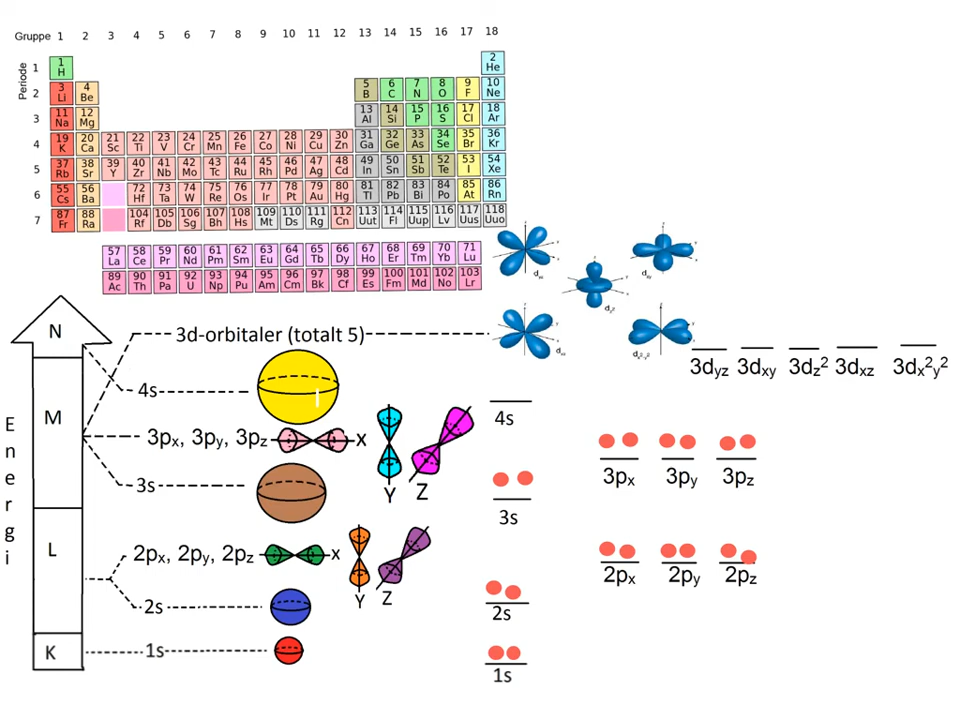 Gruppe 1 2 3 4 5 6 7 8 9 10 11 12 13 14 15 16 17 18
Periode
1 1 H 2 He
2 3 Li 4 Be 5 B 6 C 7 N 8 O 9 F 10 Ne
3 11 Na 12 Mg 13 Al 14 Si 15 P 16 S 17 Cl 18 Ar
4 19 K 20 Ca 21 Sc 22 Ti 23 V 24 Cr 25 Mn 26 Fe 27 Co 28 Ni 29 Cu 30 Zn 31 Ga 32 Ge 33 As 34 Se 35 Br 36 Kr
5 37 Rb 38 Sr 39 Y 40 Zr 41 Nb 42 Mo 43 Tc 44 Ru 45 Rh 46 Pd 47 Ag 48 Cd 49 In 50 Sn 51 Sb 52 Te 53 I 54 Xe
6 55 Cs 56 Ba 72 Hf 73 Ta 74 W 75 Re 76 Os 77 Ir 78 Pt 79 Au 80 Hg 81 Tl 82 Pb 83 Bi 84 Po 85 At 86 Rn
7 87 Fr 88 Ra 104 Rf 105 Db 106 Sg 107 Bh 108 Hs 109 Mt 110 Ds 111 Rg 112 Cn 113 Uut 114 Fl 115 Uup 116 Lv 117 Uus 118 Uuo
57 La 58 Ce 59 Pr 60 Nd 61 Pm 62 Sm 63 Eu 64 Gd 65 Tb 66 Dy 67 Ho 68 Er 69 Tm 70 Yb 71 Lu
89 Ac 90 Th 91 Pa 92 U 93 Np 94 Pu 95 Am 96 Cm 97 Bk 98 Cf 99 Es 100 Fm 101 Md 102 No 103 Lr
Energi
N
M
L
K
3d-orbitaler (totalt 5)
4s
3px, 3py, 3pz
X
Y
Z
3s
2px, 2py, 2pz
X
Y
Z
2s
1s
3dyz 3dxy 3dz² 3dxz 3dx²y²
4s
3px 3py 3pz
3s
2px 2py 2pz
2s
1s